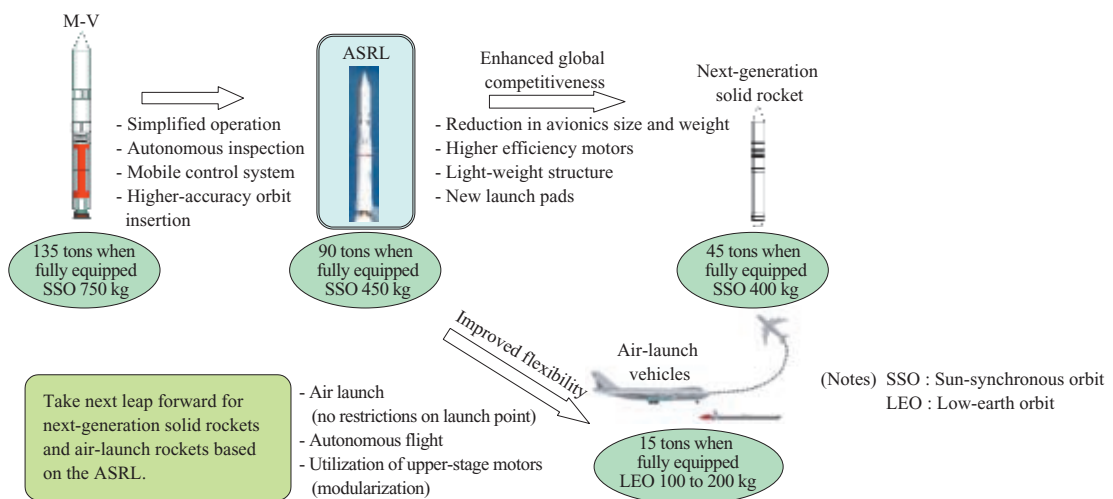 M-V
- Simplified operation
- Autonomous inspection
- Mobile control system
- Higher-accuracy orbit
insertion
135 tons when
fully equipped
SSO 750 kg
ASRL
90 tons when
fully equipped
SSO 450 kg
Enhanced global
competitiveness
- Reduction in avionics size and weight
- Higher efficiency motors
- Light-weight structure
- New launch pads
Next-generation
solid rocket
45 tons when
fully equipped
SSO 400 kg
Improved flexibility
Air-launch
vehicles
15 tons when
fully equipped
LEO 100 to 200 kg
(Notes) SSO : Sun-synchronous orbit
LEO : Low-earth orbit
Take next leap forward for
next-generation solid rockets
and air-launch rockets based
on the ASRL.
- Air launch
(no restrictions on launch point)
- Autonomous flight
- Utilization of upper-stage motors
(modularization)